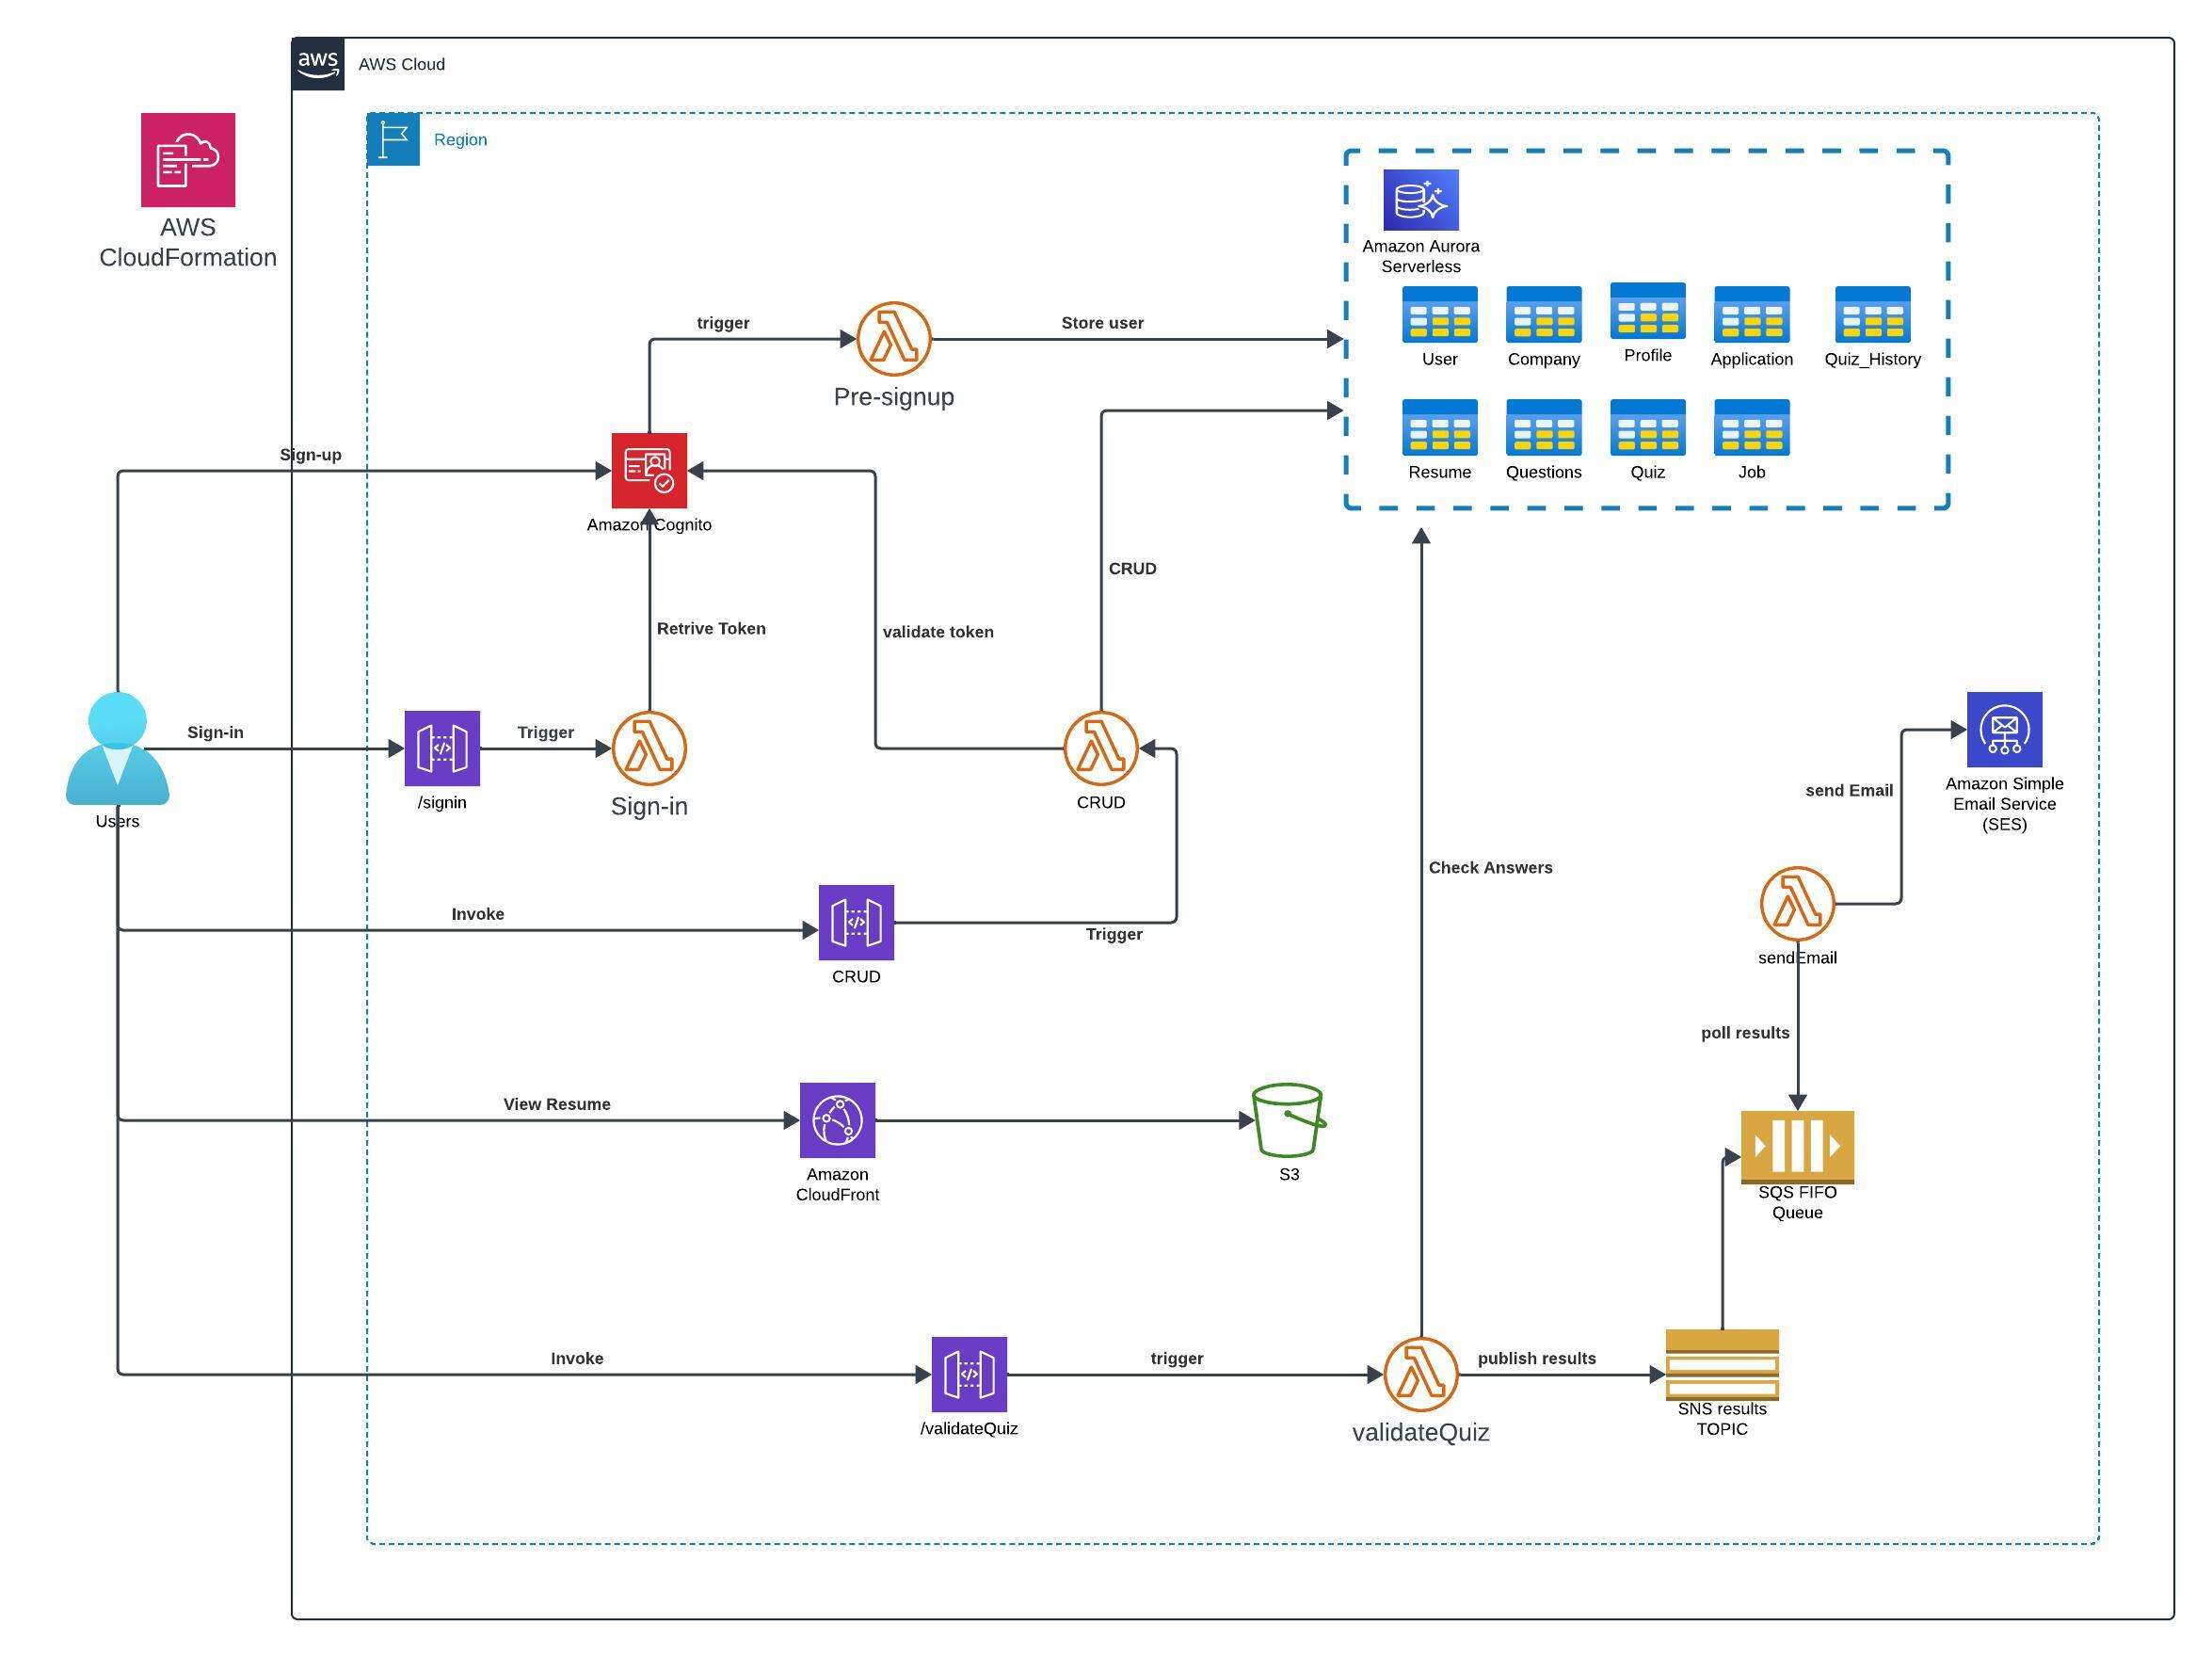 aws
AWS Cloud
AWS
CloudFormation
Region
Amazon Aurora
Serverless
User
Company
Profile
Application
Quiz_History
Resume
Questions
Quiz
Job
trigger
Pre-signup
Store user
Sign-up
Amazon Cognito
Retrive Token
validate token
CRUD
Users
Sign-in
/signin
Trigger
Sign-in
CRUD
Invoke
CRUD
Trigger
Check Answers
send Email
Amazon Simple
Email Service
(SES)
sendEmail
poll results
SQS FIFO
Queue
View Resume
Amazon
CloudFront
S3
Invoke
/validateQuiz
trigger
validateQuiz
publish results
SNS results
TOPIC